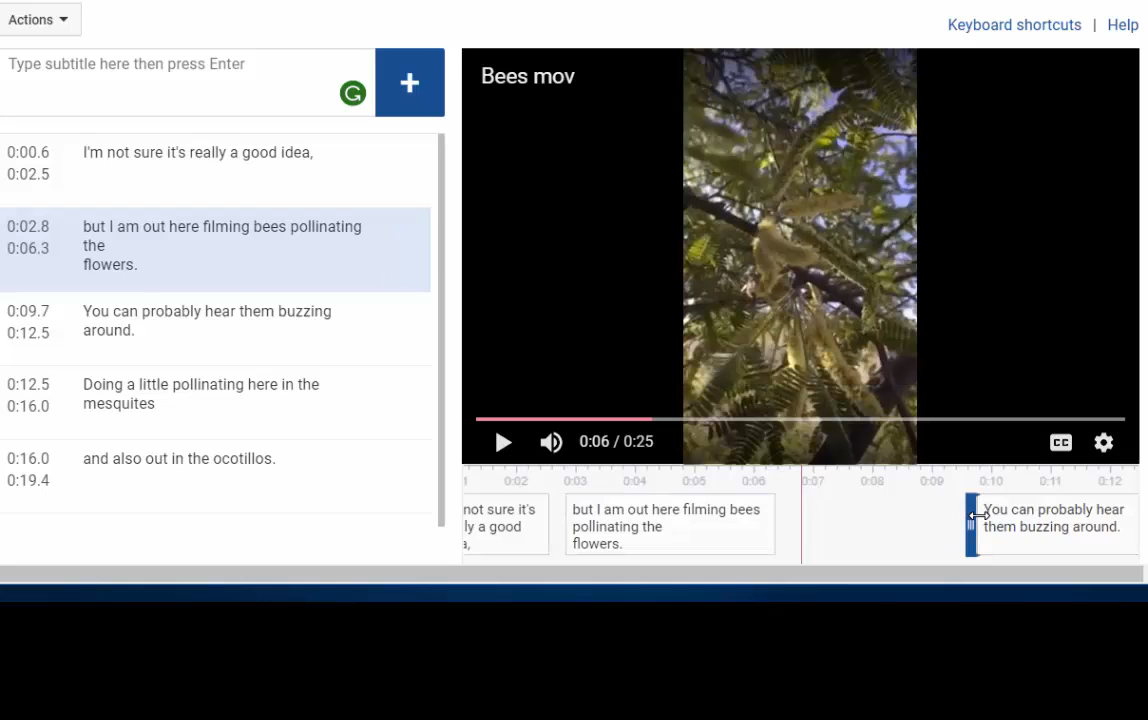 Actions
Keyboard shortcuts | Help
Type subtitle here then press Enter
+
Bees mov
0:00.6 I'm not sure it's really a good idea,
0:02.5
0:02.8 but I am out here filming bees pollinating
the
0:06.3
flowers.
0:09.7 You can probably hear them buzzing
0:12.5 around.
0:12.5 Doing a little pollinating here in the
0:16.0 mesquites
0:16.0 and also out in the ocotillos.
0:19.4
0:06 / 0:25
CC
1 0:02 0:03 0:04 0:05 0:06 0:07 0:08 0:09 0:10 0:11 0:12
not sure it's
ly a good
a,
but I am out here filming bees
pollinating the
flowers.
You can probably hear
them buzzing around.